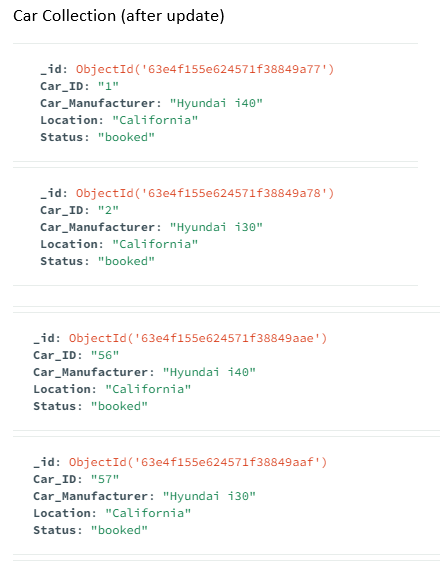 Car Collection (after update)
_id: ObjectId('63e4f155e624571f38849a77')
Car_ID: "1"
Car_Manufacturer: "Hyundai i40"
Location: "California"
Status: "booked"
_id: ObjectId('63e4f155e624571f38849a78')
Car_ID: "2"
Car_Manufacturer: "Hyundai i30"
Location: "California"
Status: "booked"
_id: ObjectId('63e4f155e624571f38849aae')
Car_ID: "56"
Car_Manufacturer: "Hyundai i40"
Location: "California"
Status: "booked"
_id: ObjectId('63e4f155e624571f38849aaf')
Car_ID: "57"
Car_Manufacturer: "Hyundai i30"
Location: "California"
Status: "booked"